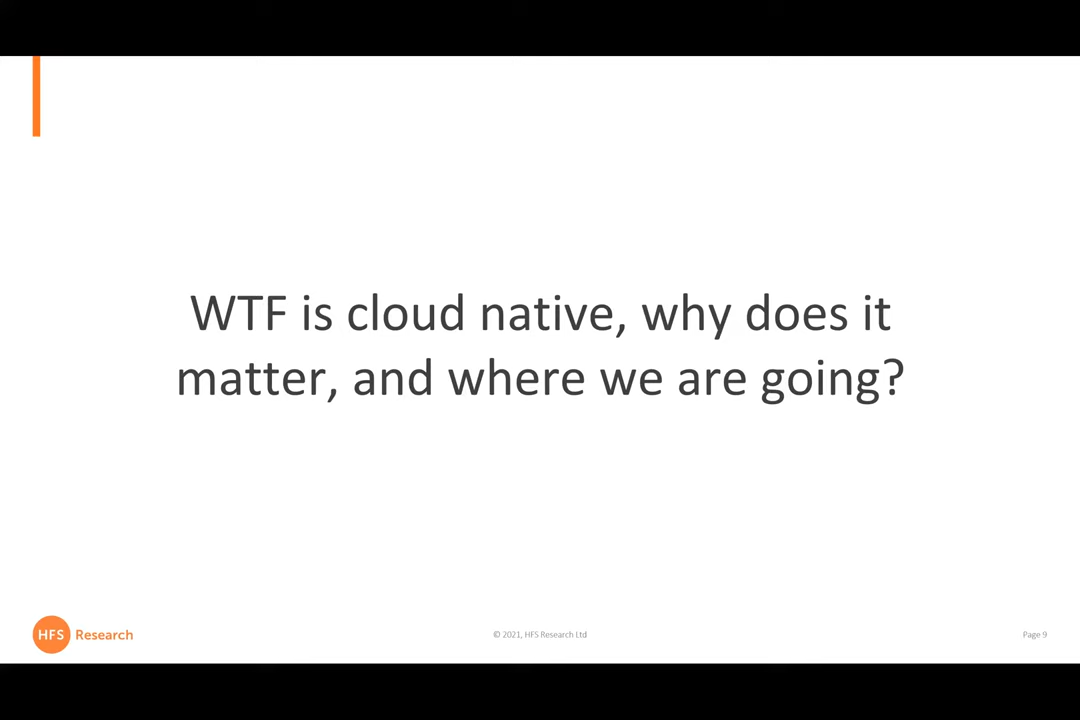 WTF is cloud native, why does it
matter, and where we are going?
HFS Research
© 2021, HFS Research Ltd
Page 9